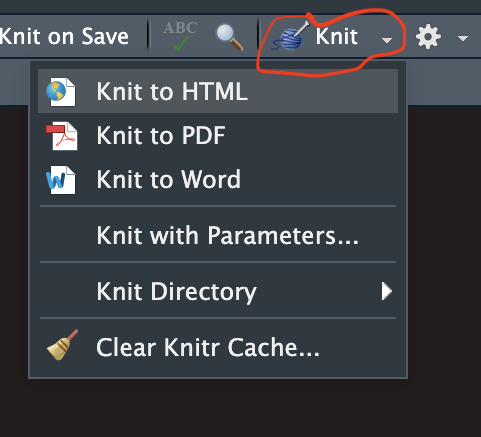 Knit on Save ABC Knit
Knit to HTML
Knit to PDF
Knit to Word
Knit with Parameters...
Knit Directory
Clear Knitr Cache...